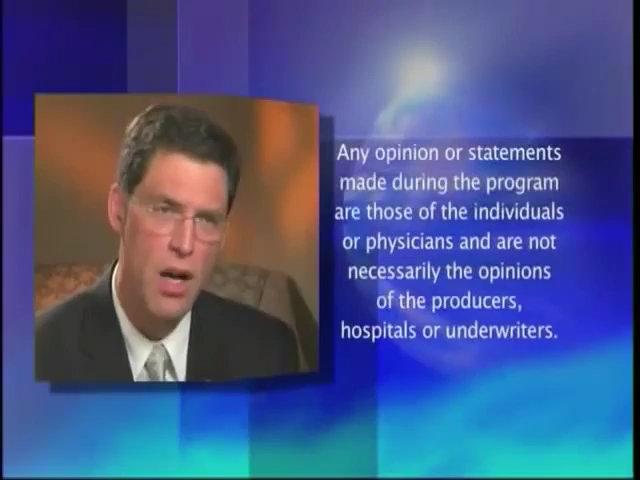 Any opinion or statements
made during the program
are those of the individuals
or physicians and are not
necessarily the opinions
of the producers,
hospitals or underwriters.